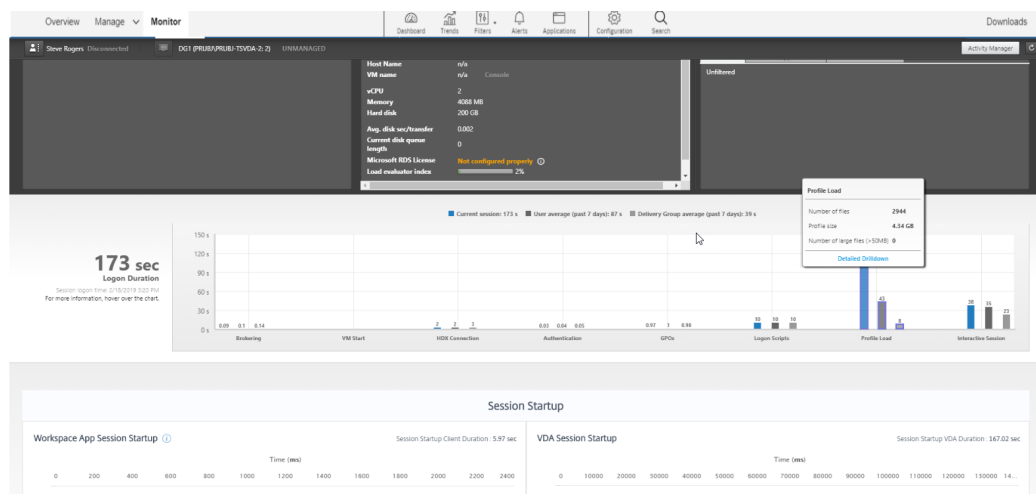 Overview Manage Monitor
Dashboard Trends Filters Alerts Applications Configuration Search
Downloads
Steve Rogers Disconnected
DG1 (PRUBJ\PRUBJ-TSVDA-2: 2) UNMANAGED
Activity Manager
Host Name n/a
VM name n/a Console
vCPU 2
Memory 4088 MB
Hard disk 200 GB
Avg. disk sec/transfer 0.002
Current disk queue
length 0
Microsoft RDS License Not configured properly
Load evaluator index 2%
Unfiltered
Profile Load
Number of files 2944
Profile size 4.34 GB
Number of large files (>50MB) 0
Detailed Drilldown
Current session: 173 s User average (past 7 days): 87 s Delivery Group average (past 7 days): 39 s
173 sec
Logon Duration
Session logon time: 2/18/2019 3:22 PM
For more information, hover over the chart.
150 s
120 s
90 s
60 s
30 s
0 s
0.09 0.1 0.14
2 2 3
0.03 0.04 0.05
0.97 1 0.98
10 10 10
43 8
38 35 23
Brokering VM Start HDX Connection Authentication GPOs Logon Scripts Profile Load Interactive Session
Session Startup
Workspace App Session Startup
Session Startup Client Duration : 5.97 sec
Time (ms)
0 200 400 600 800 1000 1200 1400 1600 1800 2000 2200 2400
VDA Session Startup
Session Startup VDA Duration : 167.02 sec
Time (ms)
0 10000 20000 30000 40000 50000 60000 70000 80000 90000 100000 110000 120000 130000 14...